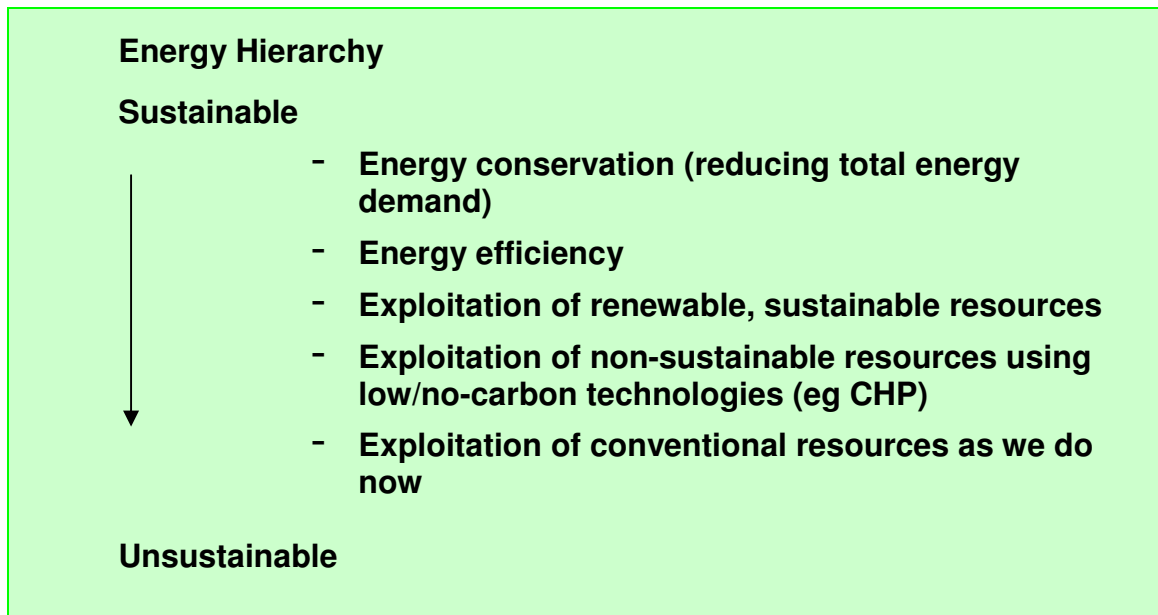 Energy Hierarchy
Sustainable
- Energy conservation (reducing total energy
demand)
- Energy efficiency
- Exploitation of renewable, sustainable resources
- Exploitation of non-sustainable resources using
low/no-carbon technologies (eg CHP)
- Exploitation of conventional resources as we do
now
Unsustainable